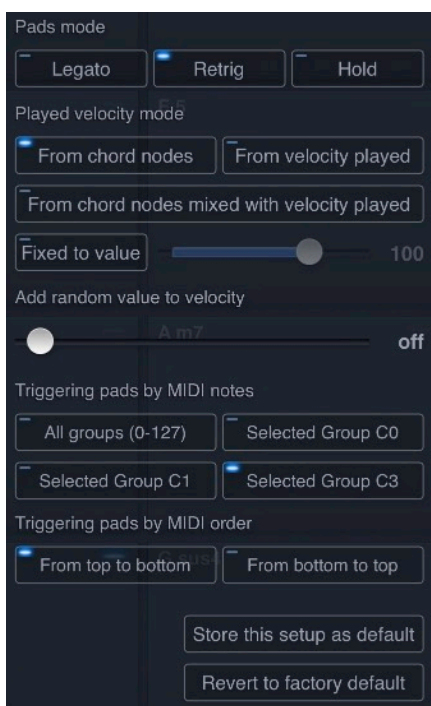 Pads mode
Legato Retrig Hold
E 5
Played velocity mode
From chord nodes From velocity played
From chord nodes mixed with velocity played
Fixed to value 100
Add random value to velocity
A m7
off
Triggering pads by MIDI notes
All groups (0-127) Selected Group C0
Selected Group C1 Selected Group C3
Triggering pads by MIDI order
From top to bottom From bottom to top
G sus4
Store this setup as default
Revert to factory default